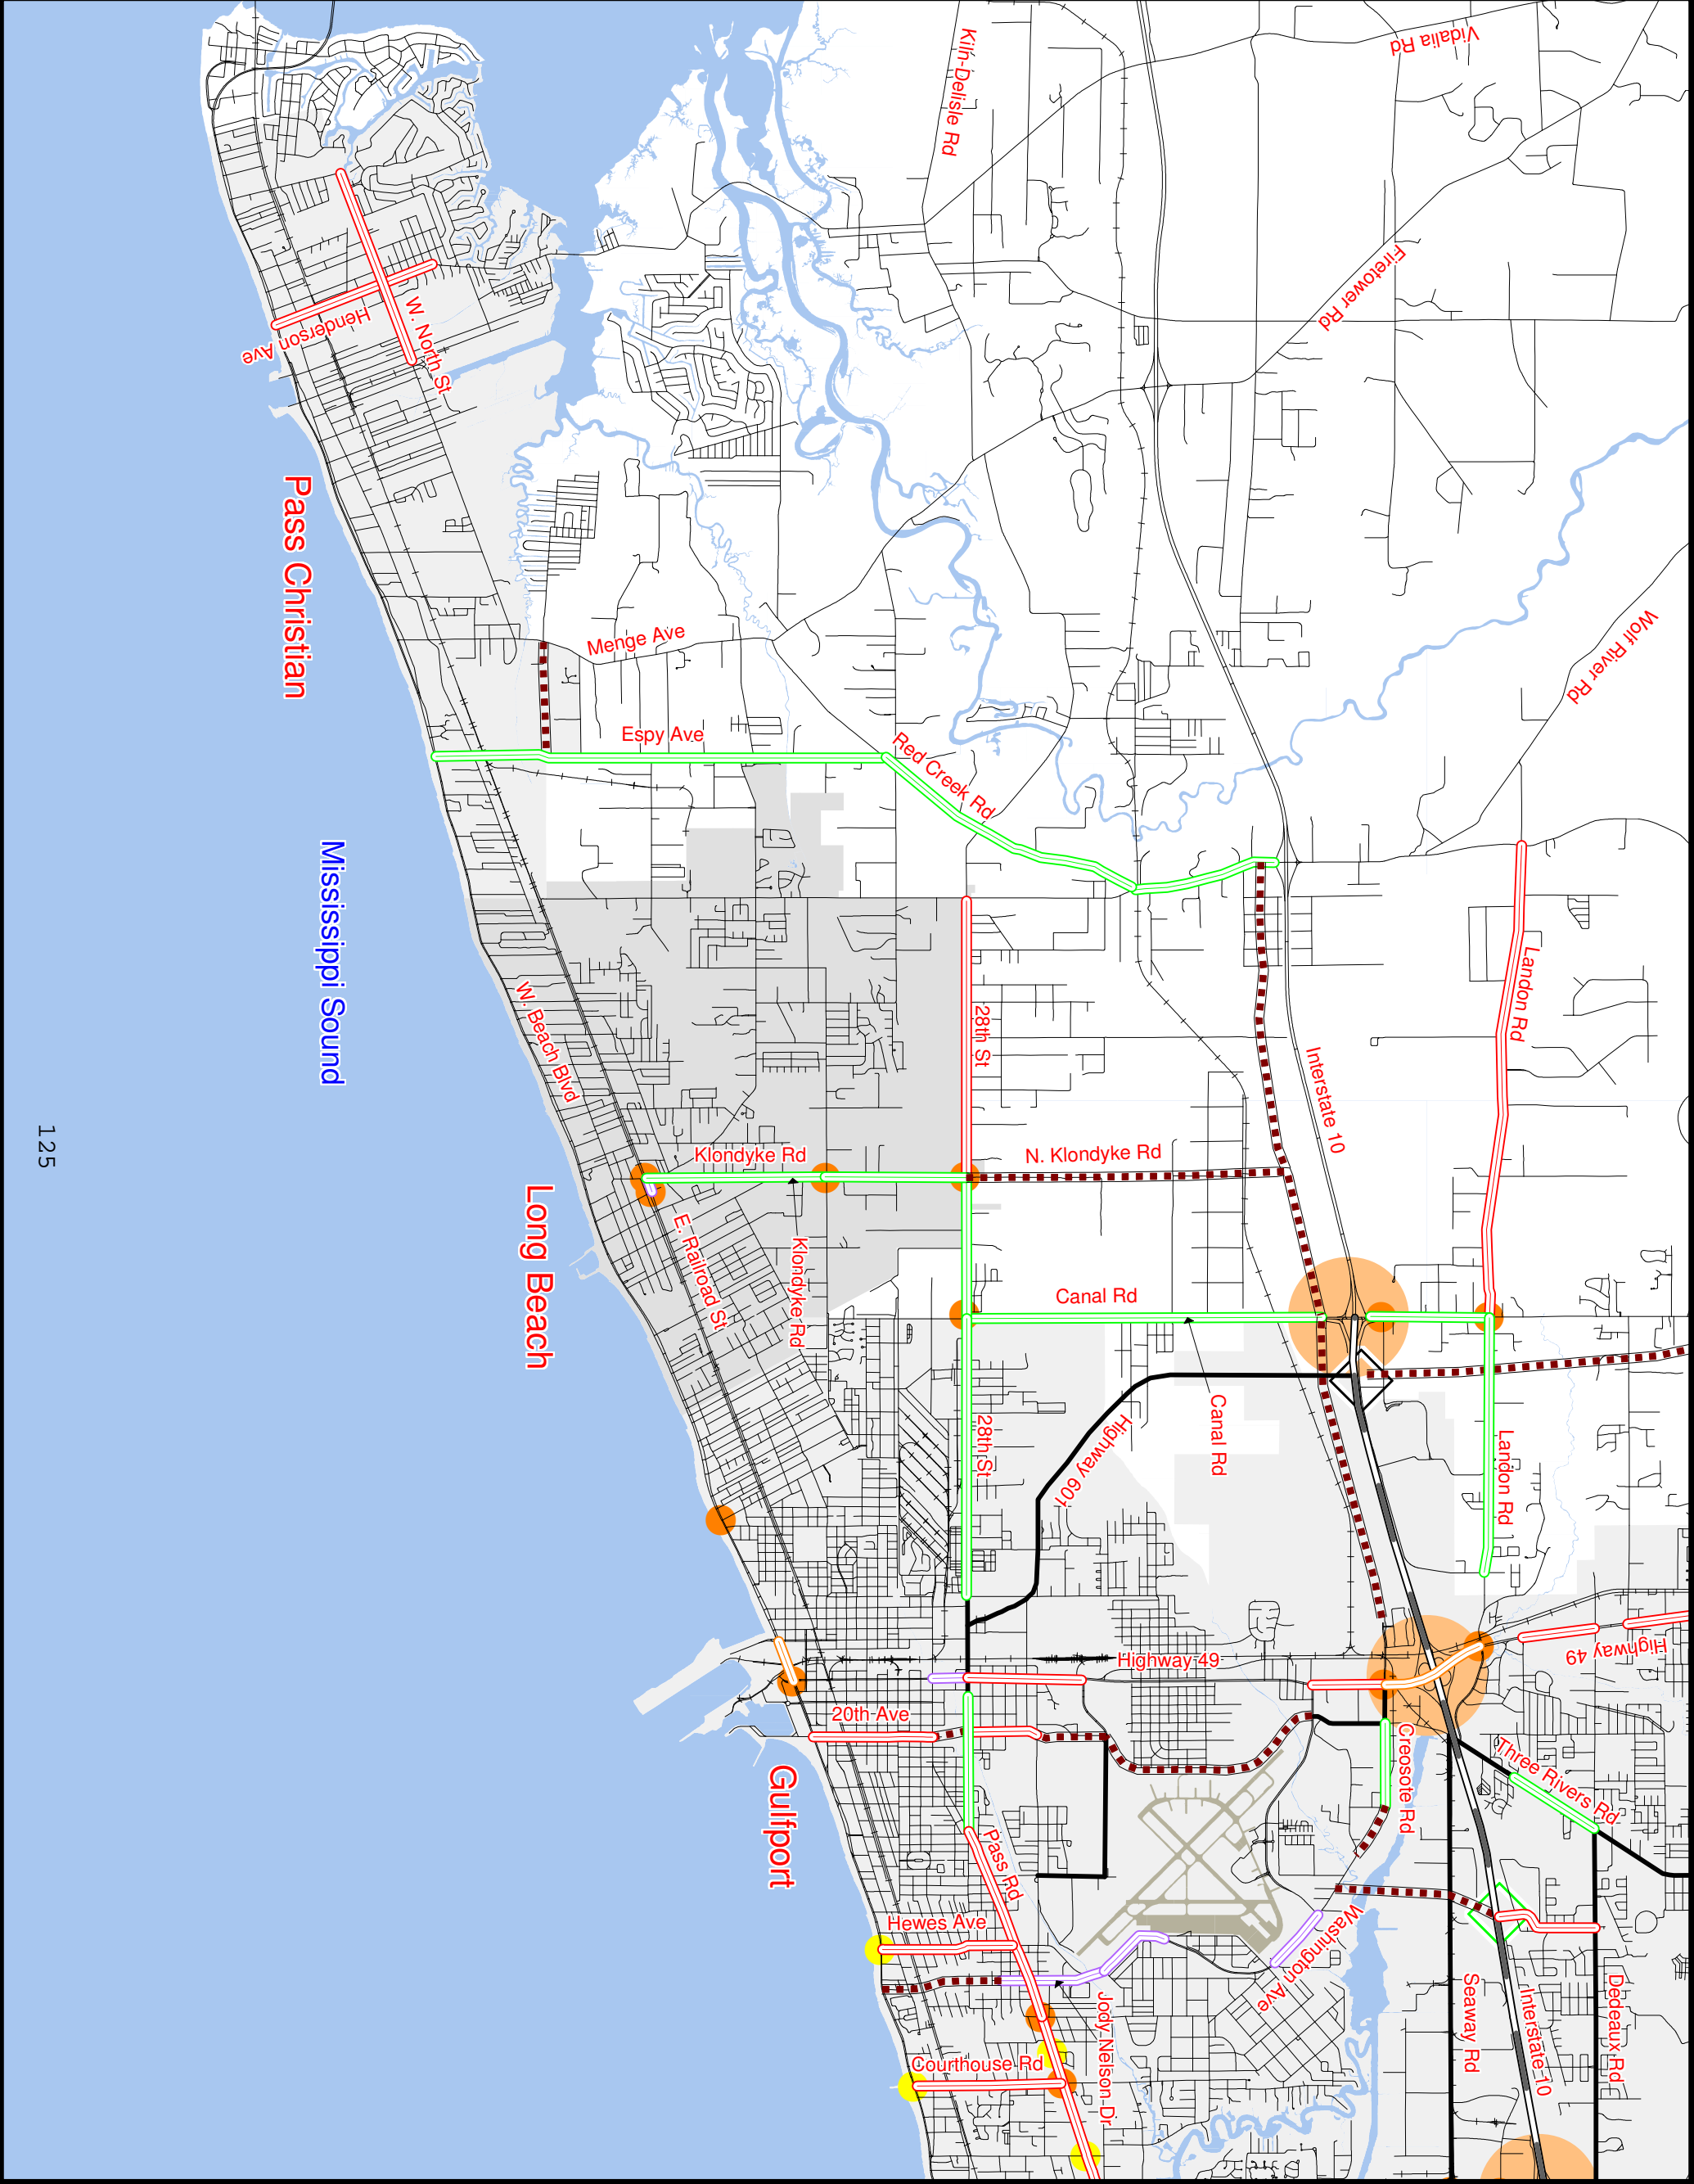 Vidalia Rd
Kiln-Delisle Rd
Firetower Rd
W. North St
Henderson Ave
Wolf River Rd
Pass Christian
Menge Ave
Espy Ave
Red Creek Rd
Mississippi Sound
Landon Rd
W. Beach Blvd
28th St
Interstate 10
125
Klondyke Rd
N. Klondyke Rd
Long Beach
E. Railroad St
Klondyke Rd
Canal Rd
Canal Rd
Highway 601
28th St
Landon Rd
Highway 49
Highway 49
20th Ave
Creosote Rd
Three Rivers Rd
Gulfport
Pass Rd
Hewes Ave
Washington Ave
Jody Nelson Dr
Courthouse Rd
Seaway Rd
Interstate 10
Dedeaux Rd